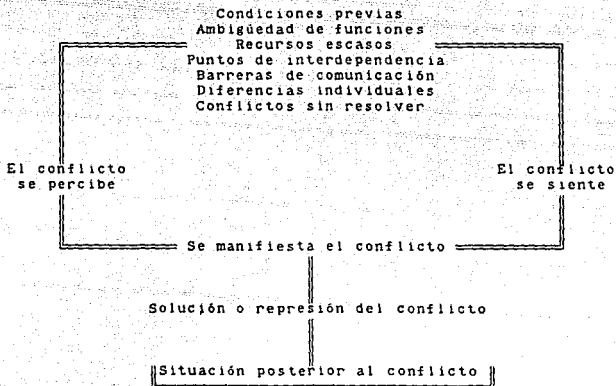 Condiciones previas
Ambigüedad de funciones
Recursos escasos
Puntos de interdependencia
Barreras de comunicación
Diferencias individuales
Conflictos sin resolver
El conflicto
se percibe
El conflicto
se siente
Se manifiesta el conflicto
Solución o represión del conflicto
Situación posterior al conflicto